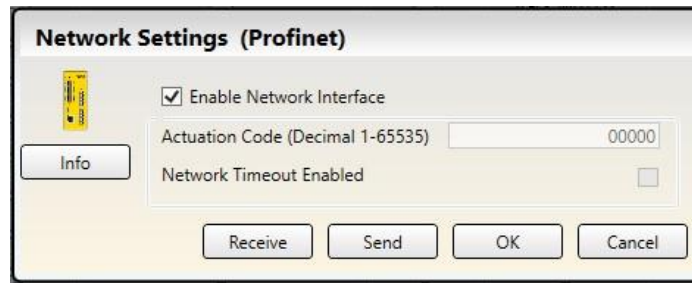 Network Settings (Profinet)
Enable Network Interface
Actuation Code (Decimal 1-65535) 00000
Info
Network Timeout Enabled
Receive Send OK Cancel